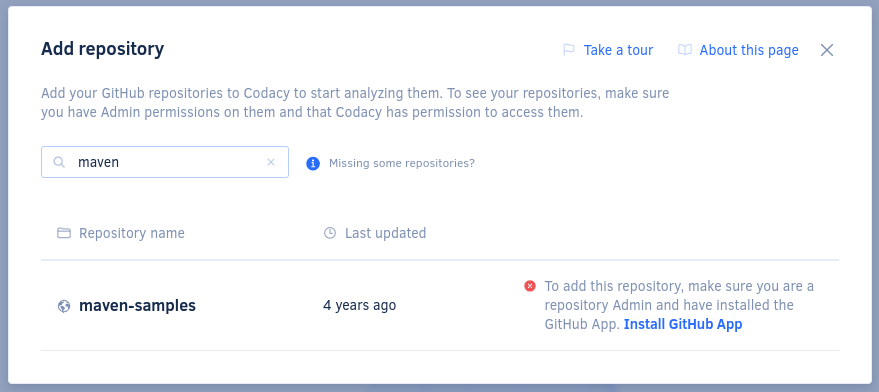 Add repository
Take a tour
About this page
Add your GitHub repositories to Codacy to start analyzing them. To see your repositories, make sure
you have Admin permissions on them and that Codacy has permission to access them.
maven
Missing some repositories?
Repository name
Last updated
maven-samples
4 years ago
To add this repository, make sure you are a
repository Admin and have installed the
GitHub App. Install GitHub App